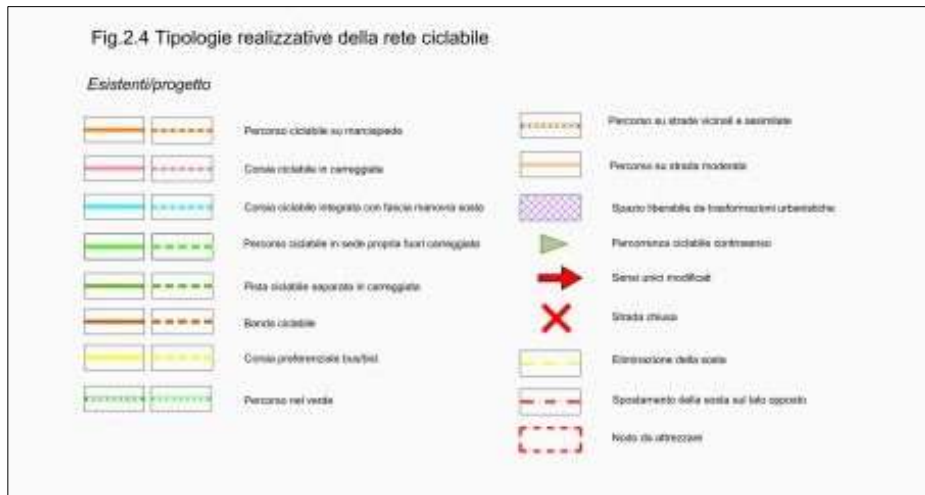 Fig.2.4 Tipologie realizzative della rete ciclabile
Esistenti/progetto
Percorso ciclabile su marciapiede
Corsia ciclabile in carreggiata
Corsia ciclabile integrata con fascia manovra sosta
Percorso ciclabile in sede propria fuori carreggiata
Pista ciclabile separata in carreggiata
Banda ciclabile
Corsia preferenziale bus/bici
Percorso nel verde
Percorso su strade vicinali e assimilate
Percorso su strada moderata
Spazio liberabile da trasformazioni urbanistiche
Percorrenza ciclabile controsenso
Sensi unici modificati
Strada chiusa
Eliminazione della sosta
Spostamento della sosta sul lato opposto
Nodo da attrezzare